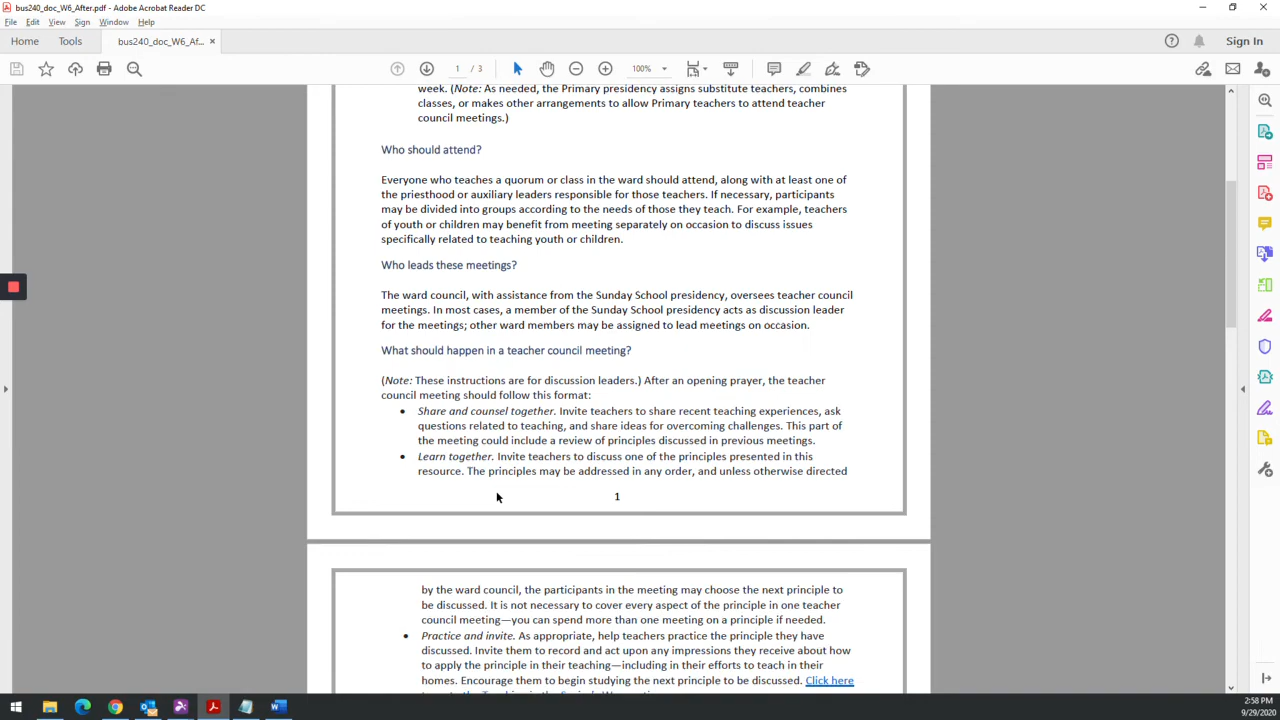 bus240_doc_W6_After.pdf - Adobe Acrobat Reader DC
File Edit View Sign Window Help
Home Tools bus240_doc_W6_Af... × Sign In
1 / 3 100%
week. (Note: As needed, the Primary presidency assigns substitute teachers, combines
classes, or makes other arrangements to allow Primary teachers to attend teacher
council meetings.)
Who should attend?
Everyone who teaches a quorum or class in the ward should attend, along with at least one of
the priesthood or auxiliary leaders responsible for those teachers. If necessary, participants
may be divided into groups according to the needs of those they teach. For example, teachers
of youth or children may benefit from meeting separately on occasion to discuss issues
specifically related to teaching youth or children.
Who leads these meetings?
The ward council, with assistance from the Sunday School presidency, oversees teacher council
meetings. In most cases, a member of the Sunday School presidency acts as discussion leader
for the meetings; other ward members may be assigned to lead meetings on occasion.
What should happen in a teacher council meeting?
(Note: These instructions are for discussion leaders.) After an opening prayer, the teacher
council meeting should follow this format:
• Share and counsel together. Invite teachers to share recent teaching experiences, ask
questions related to teaching, and share ideas for overcoming challenges. This part of
the meeting could include a review of principles discussed in previous meetings.
• Learn together. Invite teachers to discuss one of the principles presented in this
resource. The principles may be addressed in any order, and unless otherwise directed
1
by the ward council, the participants in the meeting may choose the next principle to
be discussed. It is not necessary to cover every aspect of the principle in one teacher
council meeting—you can spend more than one meeting on a principle if needed.
• Practice and invite. As appropriate, help teachers practice the principle they have
discussed. Invite them to record and act upon any impressions they receive about how
to apply the principle in their teaching—including in their efforts to teach in their
homes. Encourage them to begin studying the next principle to be discussed. Click here
2:58 PM
9/29/2020